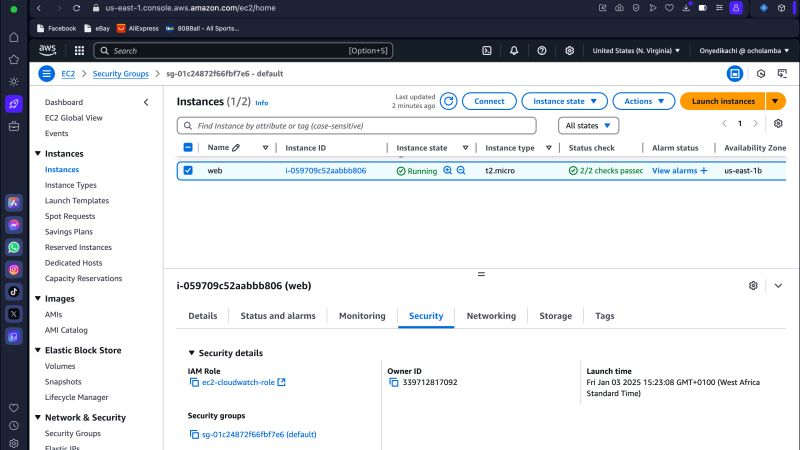 us-east-1.console.aws.amazon.com/ec2/home
Facebook eBay AliExpress 808Ball - All Sports...
aws Search [Option+S] United States (N. Virginia) Onyedikachi @ ocholamba
EC2 > Security Groups > sg-01c24872f66fbf7e6 - default
Dashboard
EC2 Global View
Events
Instances
Instances
Instance Types
Launch Templates
Spot Requests
Savings Plans
Reserved Instances
Dedicated Hosts
Capacity Reservations
Images
AMIs
AMI Catalog
Elastic Block Store
Volumes
Snapshots
Lifecycle Manager
Network & Security
Security Groups
Elastic IPs
Instances (1/2) Info
Last updated
2 minutes ago
Connect Instance state Actions Launch instances
Find Instance by attribute or tag (case-sensitive) All states 1
Name Instance ID Instance state Instance type Status check Alarm status Availability Zone
web i-059709c52aabbb806 Running t2.micro 2/2 checks passec View alarms + us-east-1b
i-059709c52aabbb806 (web)
Details Status and alarms Monitoring Security Networking Storage Tags
Security details
IAM Role
ec2-cloudwatch-role
Owner ID
339712817092
Launch time
Fri Jan 03 2025 15:23:08 GMT+0100 (West Africa
Standard Time)
Security groups
sg-01c24872f66fbf7e6 (default)